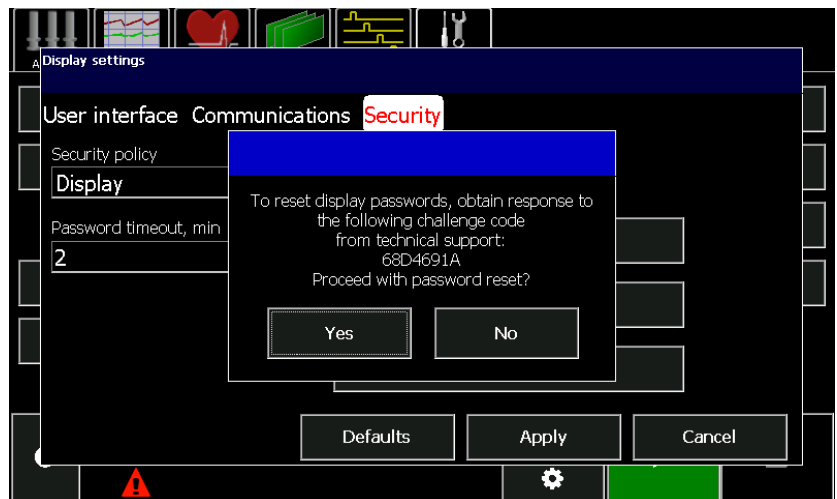 A
Display settings
User interface Communications Security
Security policy
Display
Password timeout, min
2
To reset display passwords, obtain response to
the following challenge code
from technical support:
68D4691A
Proceed with password reset?
Yes No
Defaults Apply Cancel